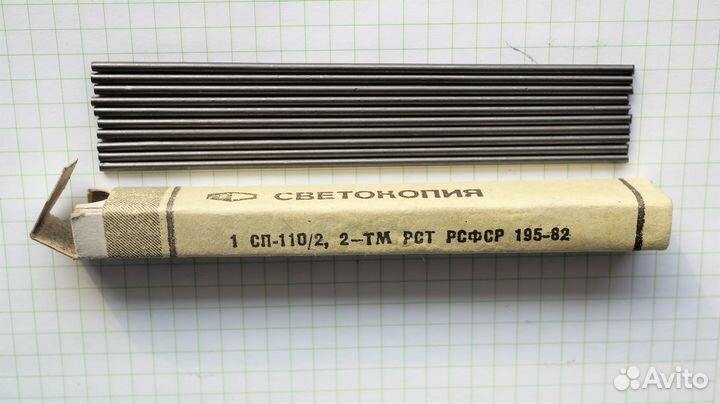 СВЕТОКОПИЯ
1 СП-110/2, 2-ТМ РСТ РСФСР 195-82
Avito